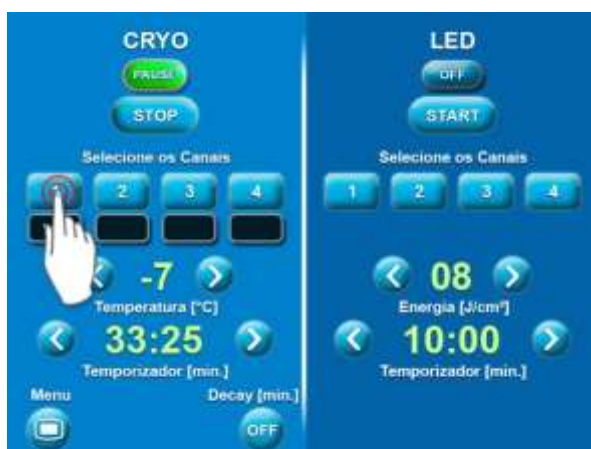 CRYO
PAUSE
STOP
Selecione os Canais
1 2 3 4
-7
Temperatura [°C]
33:25
Temporizador [min.]
Menu
Decay [min.]
OFF
LED
OFF
START
Selecione os Canais
1 2 3 4
08
Energia [J/cm²]
10:00
Temporizador [min.]